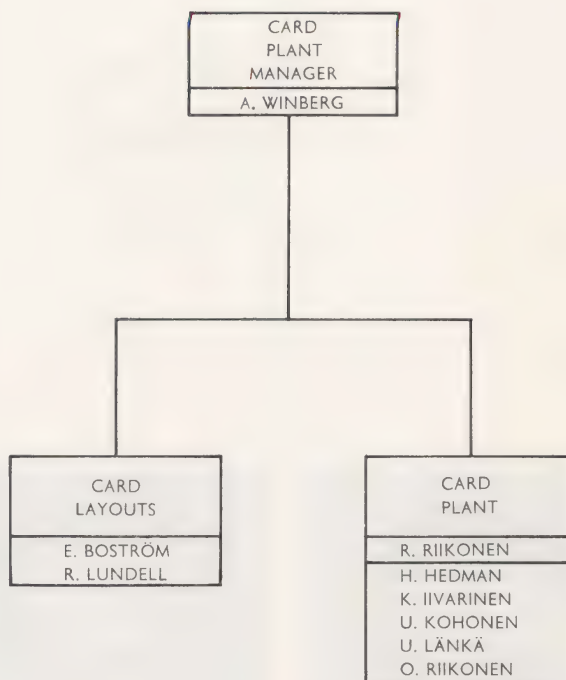 CARD
PLANT
MANAGER
A. WINBERG
CARD
LAYOUTS
E. BOSTRÖM
R. LUNDELL
CARD
PLANT
R. RIIKONEN
H. HEDMAN
K. IIVARINEN
U. KOHONEN
U. LÄNKÄ
O. RIIKONEN